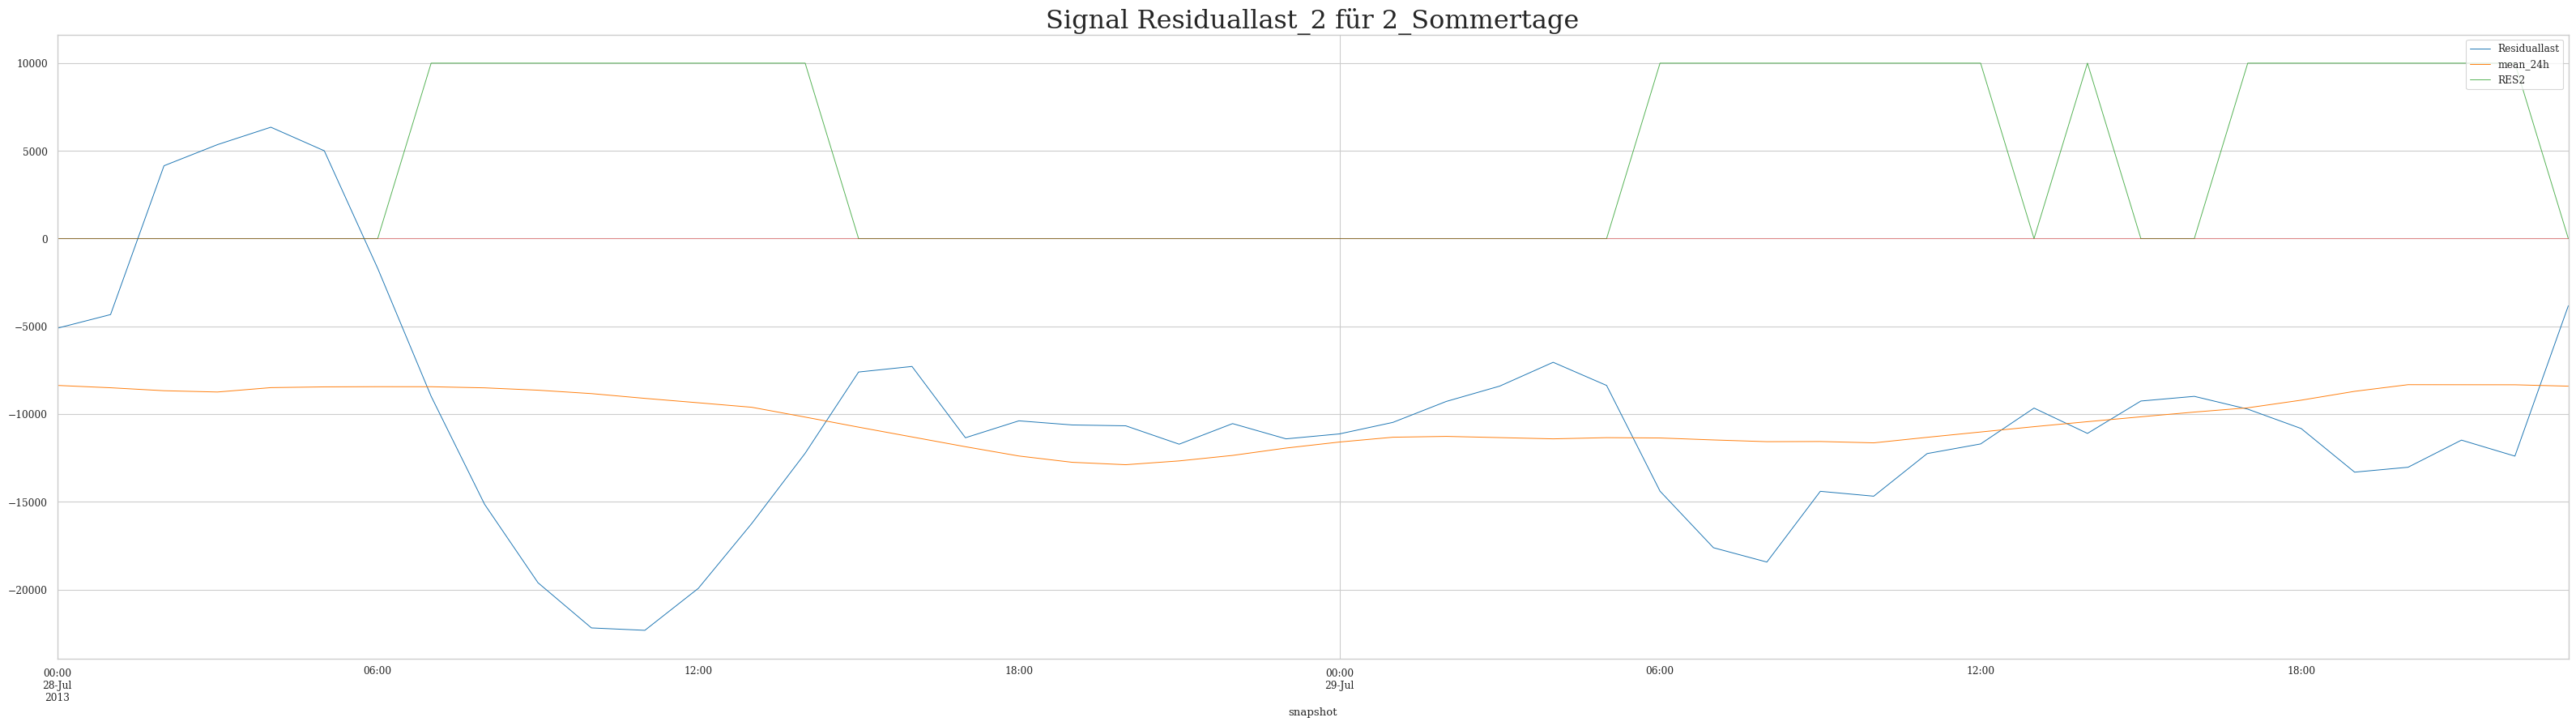 Signal Residuallast_2 für 2_Sommertage
Residuallast
mean_24h
RES2
10000
5000
0
−5000
−10000
−15000
−20000
00:00 06:00 12:00 18:00 00:00 06:00 12:00 18:00
28-Jul 29-Jul
2013
snapshot